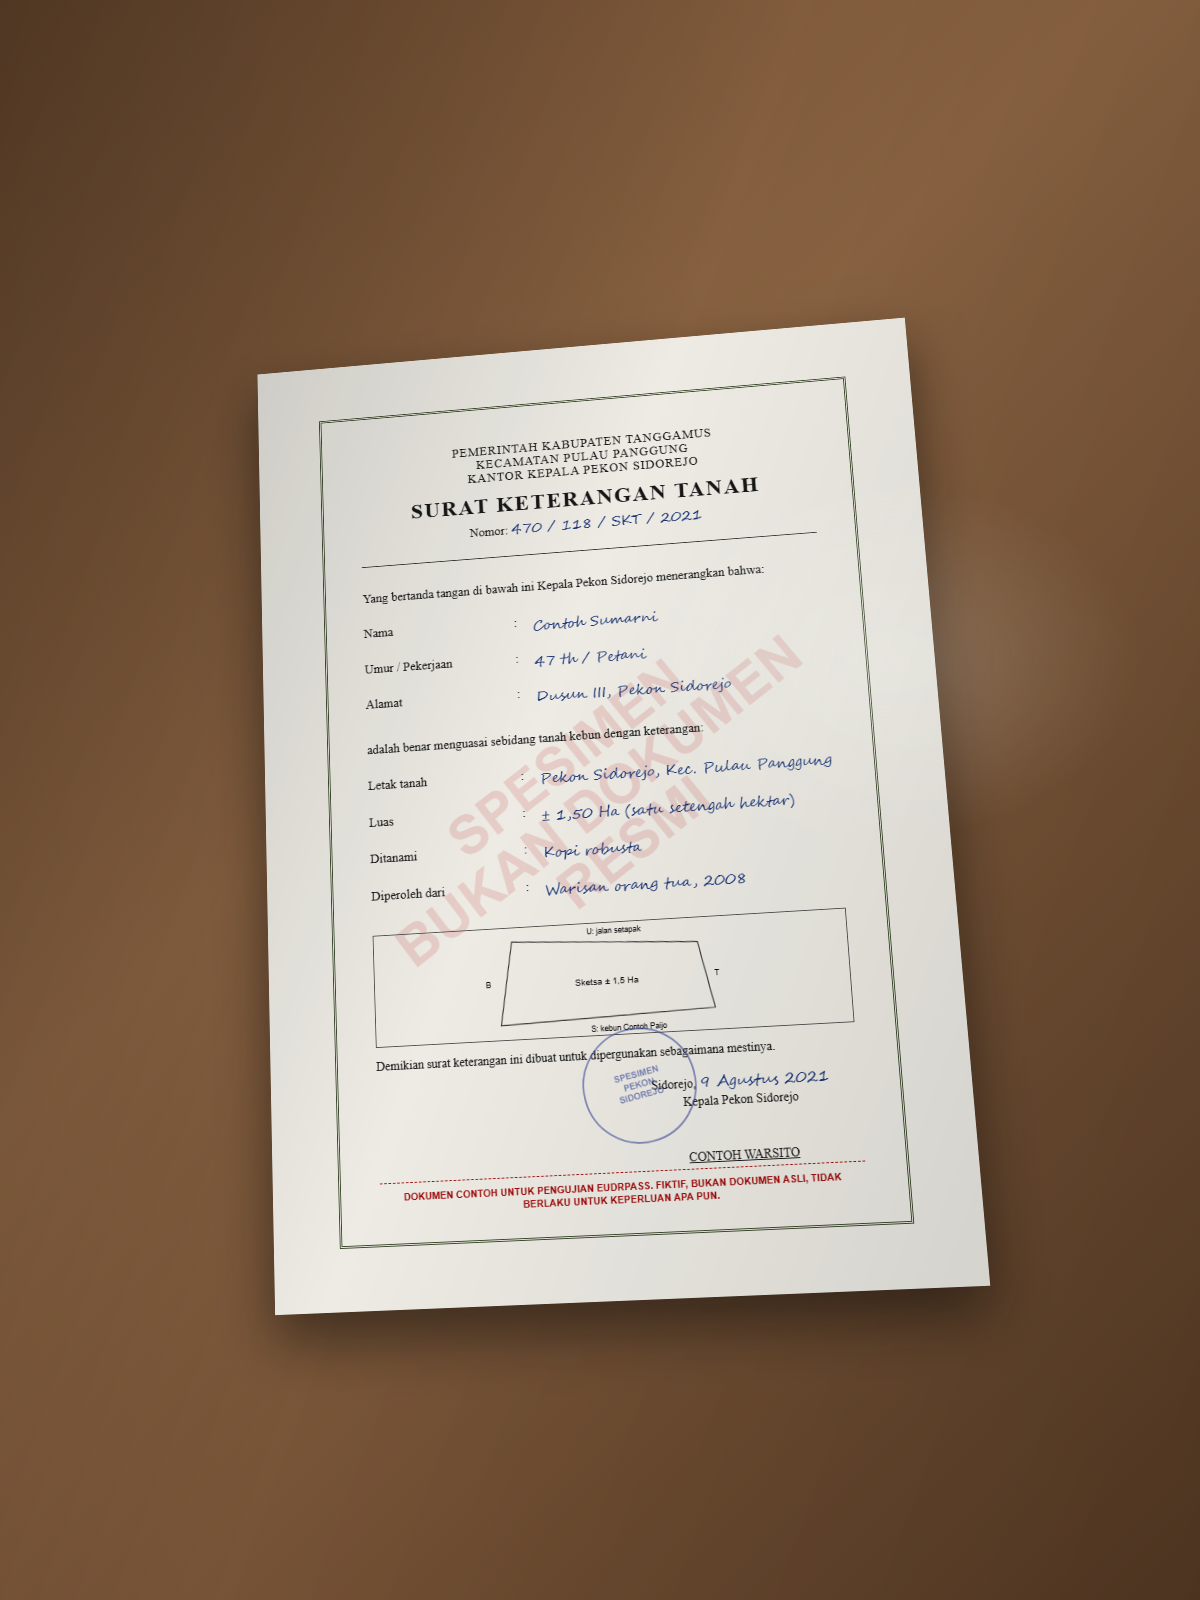 PEMERINTAH KABUPATEN TANGGAMUS
KECAMATAN PULAU PANGGUNG
KANTOR KEPALA PEKON SIDOREJO
SURAT KETERANGAN TANAH
Nomor: 470 / 118 / SKT / 2021
Yang bertanda tangan di bawah ini Kepala Pekon Sidorejo menerangkan bahwa:
Nama : Contoh Sumarni
Umur / Pekerjaan : 47 th / Petani
Alamat : Dusun III, Pekon Sidorejo
adalah benar menguasai sebidang tanah kebun dengan keterangan:
Letak tanah : Pekon Sidorejo, Kec. Pulau Panggung
Luas : ± 1,50 Ha (satu setengah hektar)
Ditanami : Kopi robusta
Diperoleh dari : Warisan orang tua, 2008
SPESIMEN
BUKAN DOKUMEN
RESMI
U: jalan setapak
B
Sketsa ± 1,5 Ha
T
S: kebun Contoh Paijo
Demikian surat keterangan ini dibuat untuk dipergunakan sebagaimana mestinya.
SPESIMEN
PEKON
SIDOREJO
Sidorejo, 9 Agustus 2021
Kepala Pekon Sidorejo
CONTOH WARSITO
DOKUMEN CONTOH UNTUK PENGUJIAN EUDRPASS. FIKTIF, BUKAN DOKUMEN ASLI, TIDAK
BERLAKU UNTUK KEPERLUAN APA PUN.